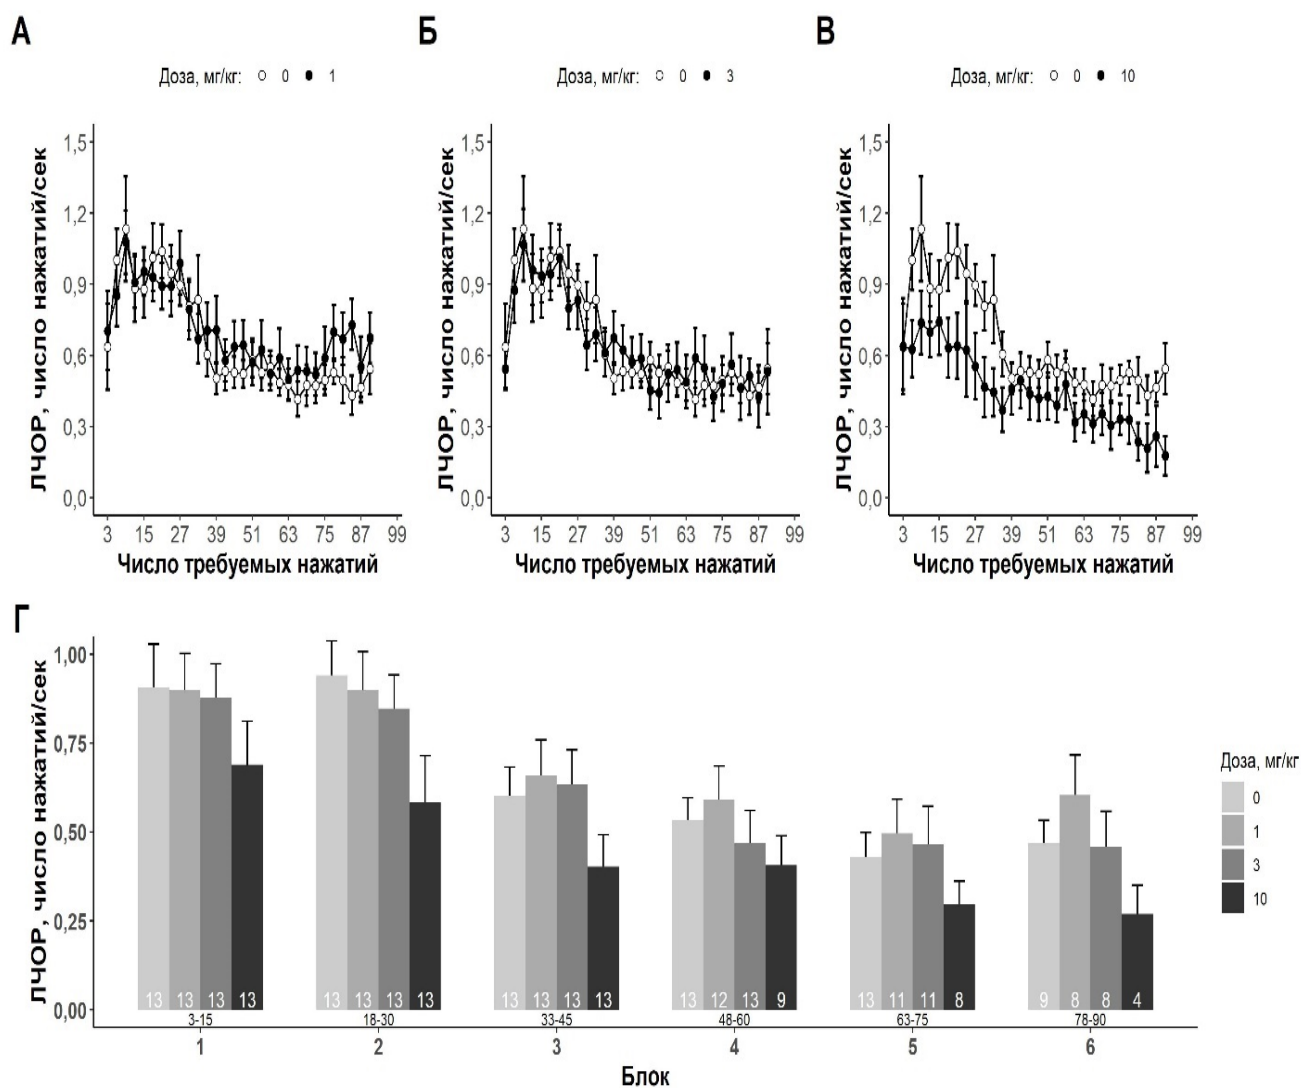 А
Б
В
Доза, мг/кг: 0 1
Доза, мг/кг: 0 3
Доза, мг/кг: 0 10
ЛЧОР, число нажатий/сек
1,5
1,2
0,9
0,6
0,3
0,0
3 15 27 39 51 63 75 87 99
Число требуемых нажатий
ЛЧОР, число нажатий/сек
1,5
1,2
0,9
0,6
0,3
0,0
3 15 27 39 51 63 75 87 99
Число требуемых нажатий
ЛЧОР, число нажатий/сек
1,5
1,2
0,9
0,6
0,3
0,0
3 15 27 39 51 63 75 87 99
Число требуемых нажатий
Г
ЛЧОР, число нажатий/сек
1,00
0,75
0,50
0,25
0,00
13 13 13 13 13 13 13 13 13 13 13 13 13 12 13 9 13 11 11 8 9 8 8 4
3-15 18-30 33-45 48-60 63-75 78-90
1 2 3 4 5 6
Блок
Доза, мг/кг
0
1
3
10